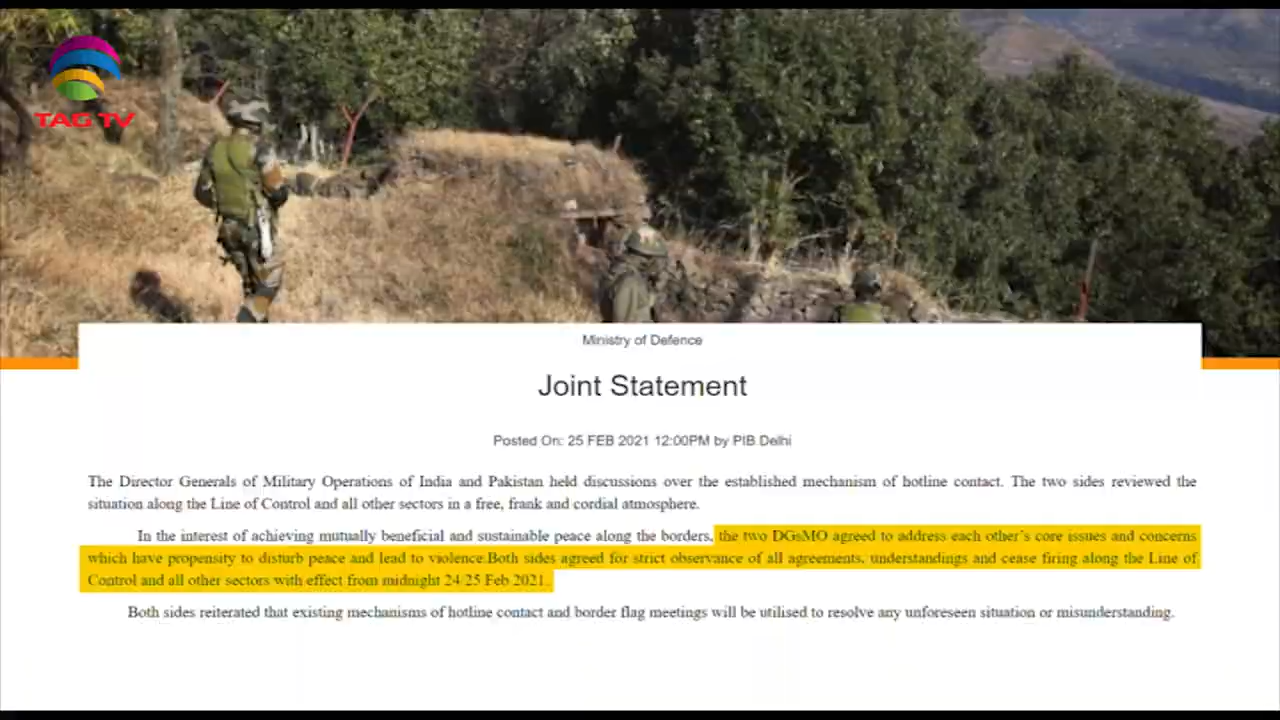 TAG TV
Ministry of Defence
Joint Statement
Posted On: 25 FEB 2021 12:00PM by PIB Delhi
The Director Generals of Military Operations of India and Pakistan held discussions over the established mechanism of hotline contact. The two sides reviewed the
situation along the Line of Control and all other sectors in a free, frank and cordial atmosphere.
In the interest of achieving mutually beneficial and sustainable peace along the borders, the two DGsMO agreed to address each other's core issues and concerns
which have propensity to disturb peace and lead to violence.Both sides agreed for strict observance of all agreements, understandings and cease firing along the Line of
Control and all other sectors with effect from midnight 24/25 Feb 2021.
Both sides reiterated that existing mechanisms of hotline contact and border flag meetings will be utilised to resolve any unforeseen situation or misunderstanding.